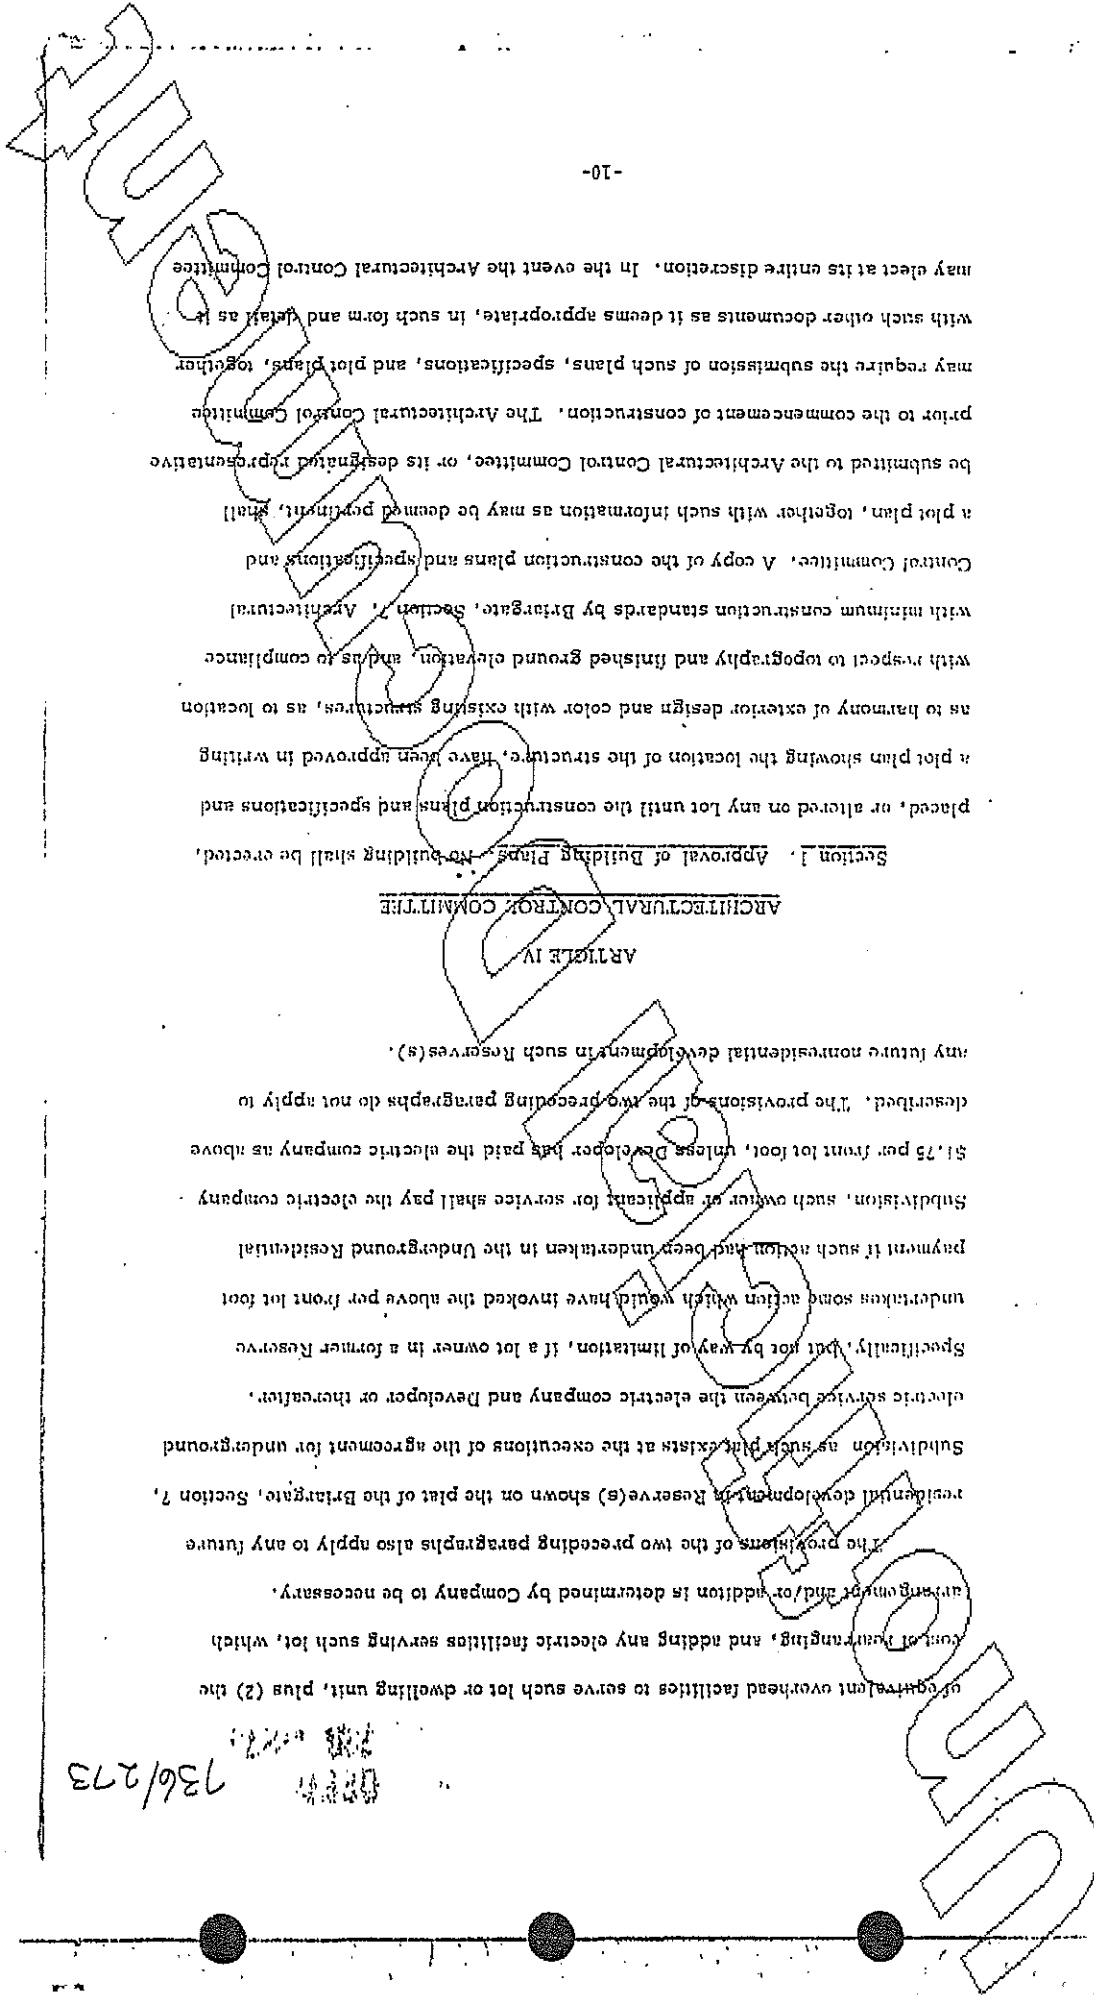 736/273
of equivalent overhead facilities to serve such lot or dwelling unit, plus (2) the
cost of rearranging, and adding any electric facilities serving such lot, which
arrangement and/or additon is determined by Company to be necessary.
The provisions of the two preceding paragraphs also apply to any future
residential development in Reserve(s) shown on the plat of the Briargate, Section 7,
Subdivision as such plat exists at the executions of the agreement for underground
electric service between the electric company and Developer or thereafter.
Specifically, but not by way of limitation, if a lot owner in a former Reserve
undertakes some action which would have invoked the above per front lot foot
payment if such action had been undertaken in the Underground Residential
Subdivision, such owner or applicant for service shall pay the electric company
$1.75 per front lot foot, unless Developer has paid the electric company as above
described. The provisions of the two preceding paragraphs do not apply to
any future nonresidential development in such Reserves(s).
ARTICLE IV
ARCHITECTURAL CONTROL COMMITTEE
Section 1. Approval of Building Plans. No building shall be erected,
placed, or altered on any Lot until the construction plans and specifications and
a plot plan showing the location of the structure, have been approved in writing
as to harmony of exterior design and color with existing structures, as to location
with respect to topography and finished ground elevation, and as to compliance
with minimum construction standards by Briargate, Section 7, Architectural
Control Committee. A copy of the construction plans and specifications and
a plot plan, together with such information as may be deemed pertinent, shall
be submitted to the Architectural Control Committee, or its designated representative
prior to the commencement of construction. The Architectural Control Committee
may require the submission of such plans, specifications, and plot plans, together
with such other documents as it deems appropriate, in such form and detail as it
may elect at its entire discretion. In the event the Architectural Control Committee
-10-
Unofficial Document